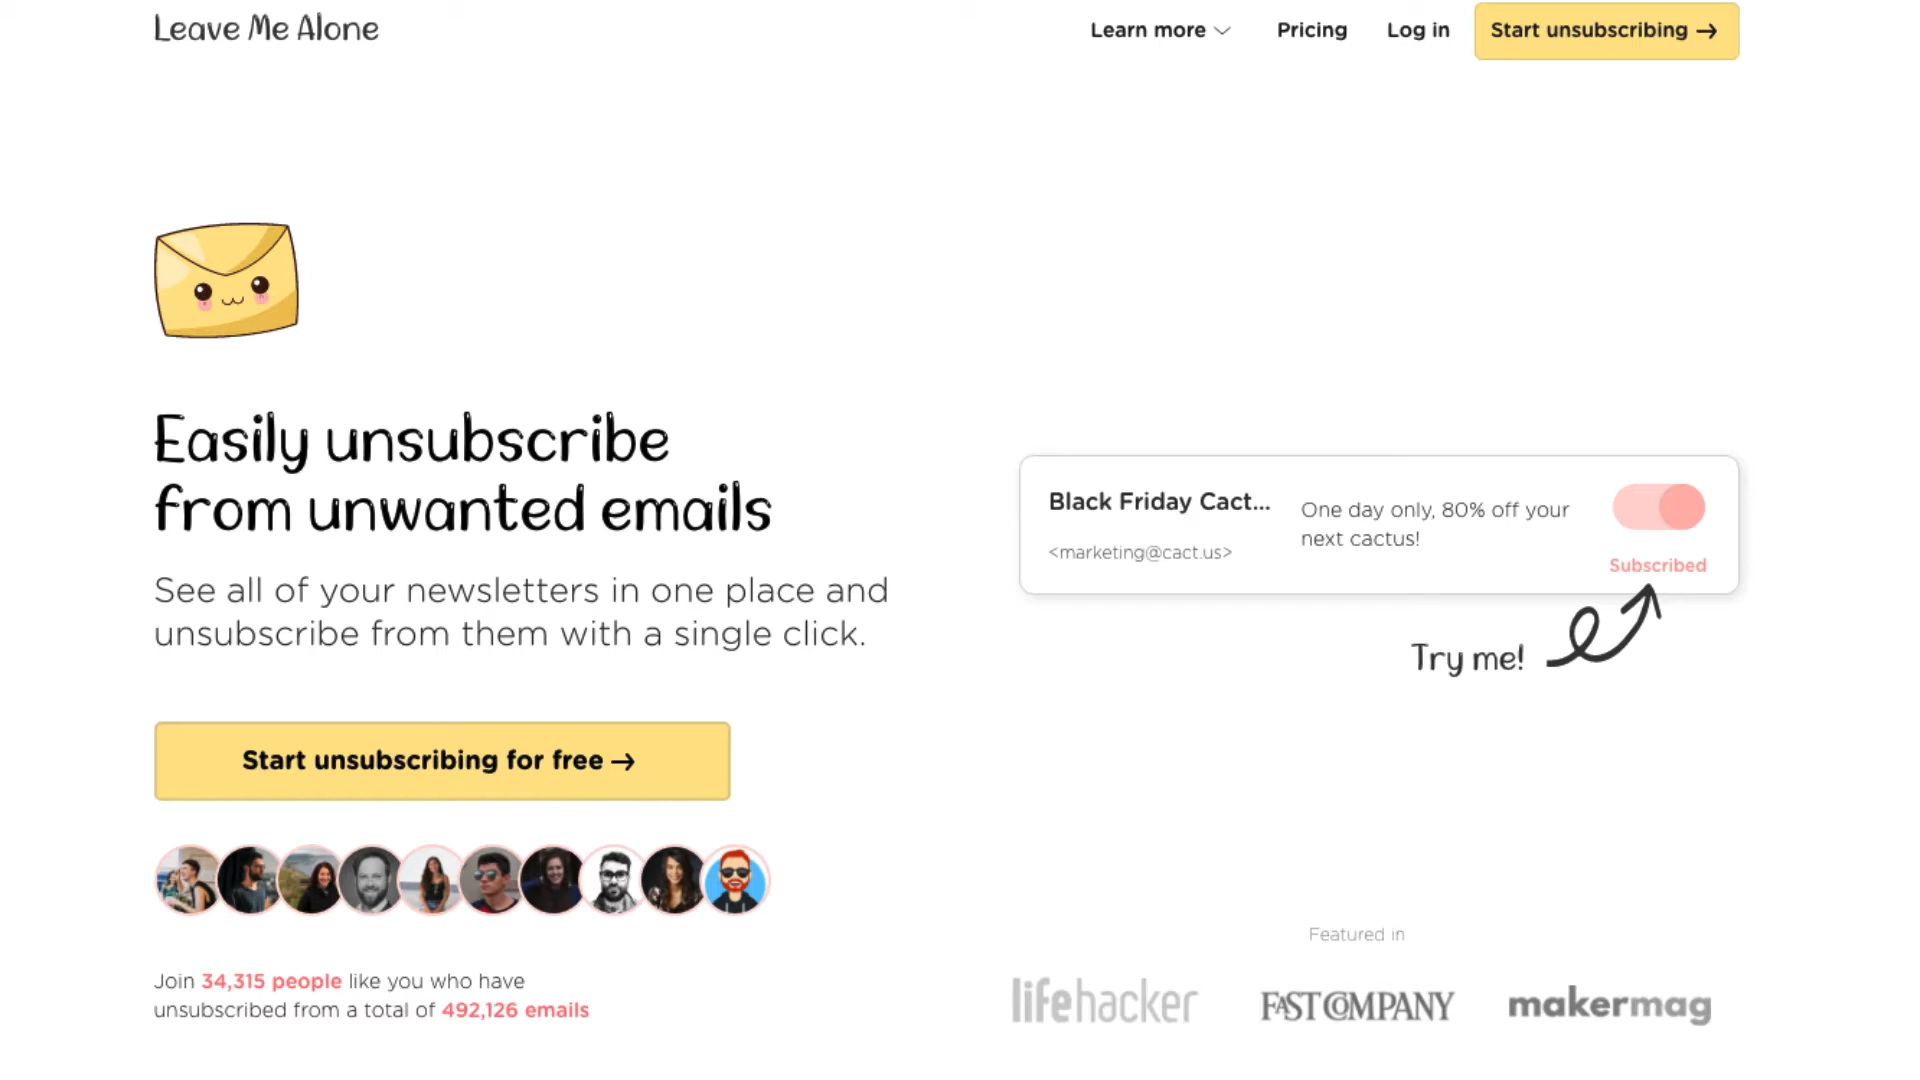 Leave Me Alone
Learn more
Pricing
Log in
Start unsubscribing →
Easily unsubscribe
from unwanted emails
See all of your newsletters in one place and
unsubscribe from them with a single click.
Start unsubscribing for free →
Join 34,315 people like you who have
unsubscribed from a total of 492,126 emails
Black Friday Cact...
<marketing@cact.us>
One day only, 80% off your
next cactus!
Subscribed
Try me!
Featured in
lifehacker
FAST COMPANY
makermag